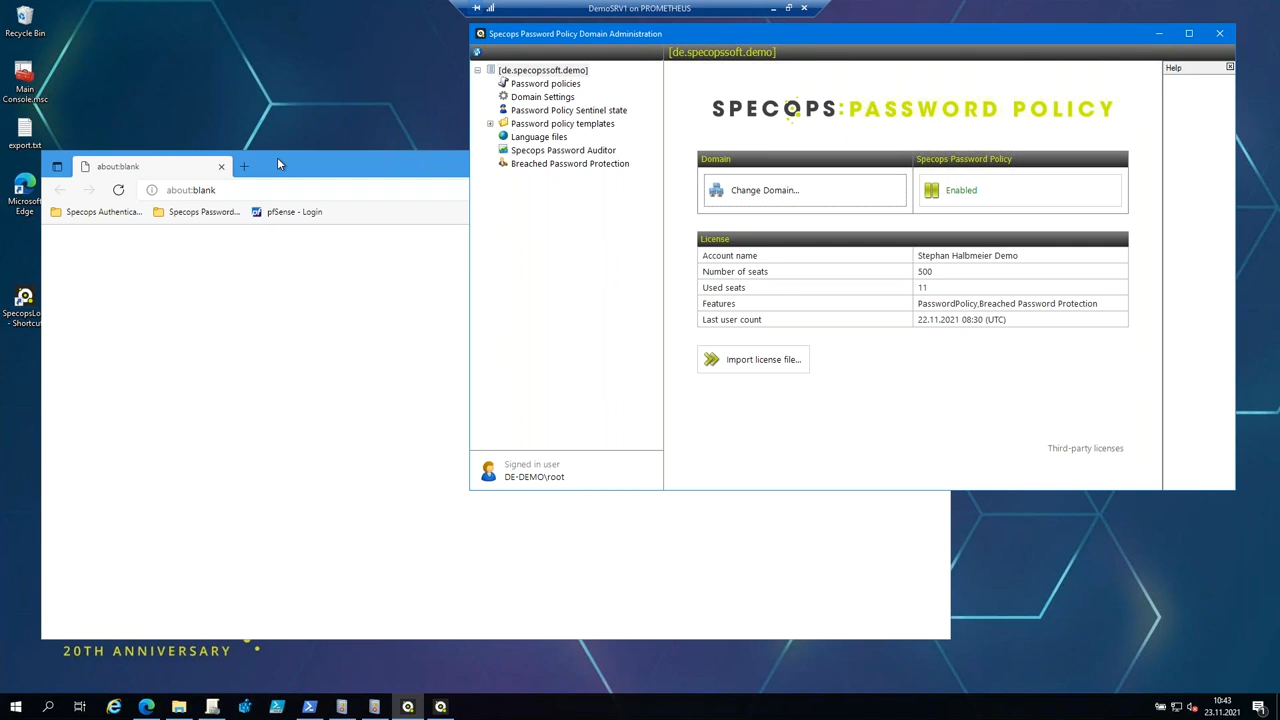 DemoSRV1 on PROMETHEUS
Recycle Bin
Main
Console.msc
export.txt
Microsoft
Edge
SpecopsLo
- Shortcut
about:blank
about:blank
Specops Authentica...
Specops Password...
pfSense - Login
Specops Password Policy Domain Administration
[de.specopssoft.demo]
[de.specopssoft.demo]
Password policies
Domain Settings
Password Policy Sentinel state
Password policy templates
Language files
Specops Password Auditor
Breached Password Protection
Signed in user
DE-DEMO\root
SPECOPS:PASSWORD POLICY
Domain
Specops Password Policy
Change Domain...
Enabled
License
Account name
Stephan Halbmeier Demo
Number of seats
500
Used seats
11
Features
PasswordPolicy,Breached Password Protection
Last user count
22.11.2021 08:30 (UTC)
Import license file...
Third-party licenses
Help
20TH ANNIVERSARY
10:43
23.11.2021
1